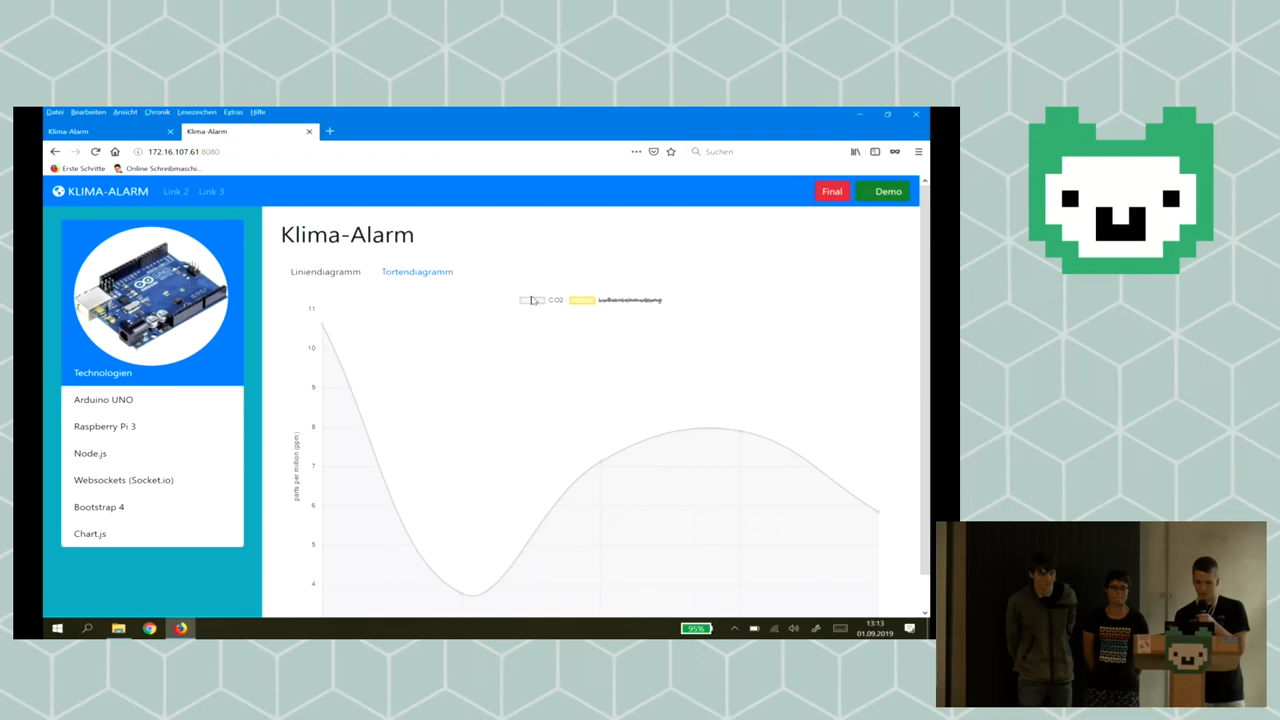 Datei Bearbeiten Ansicht Chronik Lesezeichen Extras Hilfe
Klima-Alarm
Klima-Alarm
172.16.107.61:8080
Suchen
Erste Schritte
Online Schreibmaschi...
KLIMA-ALARM Link 2 Link 3 Final Demo
Klima-Alarm
Liniendiagramm Tortendiagramm
CO2 Luftverschmutzung
11
10
9
8
7
6
5
4
parts per million (ppm)
Technologien
Arduino UNO
Raspberry Pi 3
Node.js
Websockets (Socket.io)
Bootstrap 4
Chart.js
95%
13:13
01.09.2019